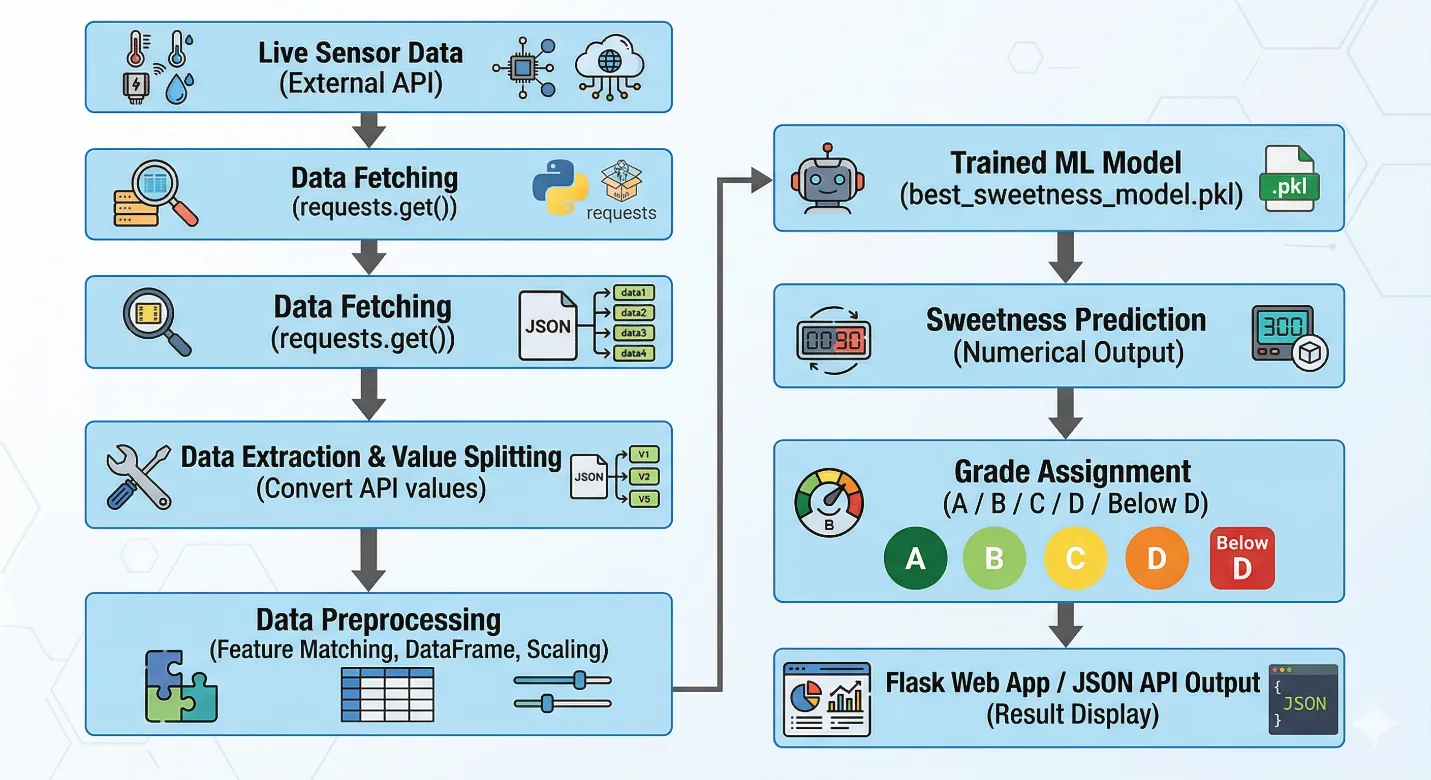 Live Sensor Data
(External API)
Data Fetching
(requests.get())
requests
Data Fetching
(requests.get())
JSON
data1
data2
data3
data4
Data Extraction & Value Splitting
(Convert API values)
JSON
V1
V2
V5
Data Preprocessing
(Feature Matching, DataFrame, Scaling)
Trained ML Model
(best_sweetness_model.pkl)
.pkl
Sweetness Prediction
(Numerical Output)
0090
300
Grade Assignment
(A / B / C / D / Below D)
B
A
B
C
D
Below
D
Flask Web App / JSON API Output
(Result Display)
{
JSON
}